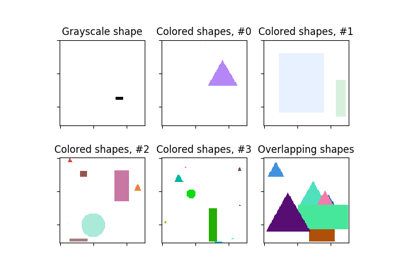 Grayscale shape
Colored shapes, #0
Colored shapes, #1
Colored shapes, #2
Colored shapes, #3
Overlapping shapes